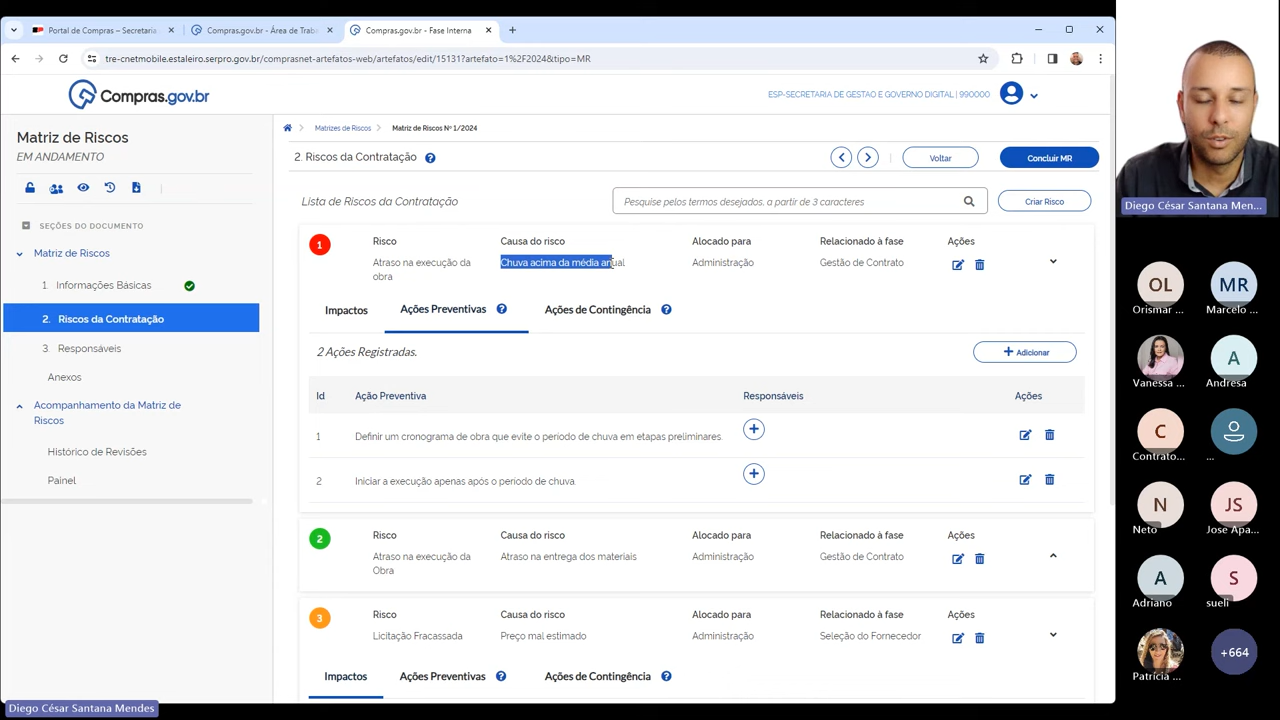 Portal de Compras – Secretaria
Compras.gov.br - Área de Trab
Compras.gov.br - Fase Interna
tre-cnetmobile.estaleiro.serpro.gov.br/comprasnet-artefatos-web/artefatos/edit/15131?artefato=1%2F2024&tipo=MR
Compras.gov.br
ESP-SECRETARIA DE GESTAO E GOVERNO DIGITAL | 990000
Matriz de Riscos
EM ANDAMENTO
SEÇÕES DO DOCUMENTO
Matriz de Riscos
1. Informações Básicas
2. Riscos da Contratação
3. Responsáveis
Anexos
Acompanhamento da Matriz de
Riscos
Histórico de Revisões
Painel
Matrizes de Riscos
Matriz de Riscos Nº 1/2024
2. Riscos da Contratação ?
Voltar
Concluir MR
Lista de Riscos da Contratação
Pesquise pelos termos desejados, a partir de 3 caracteres
Criar Risco
1 Risco Causa do risco Alocado para Relacionado à fase Ações
Atraso na execução da Chuva acima da média anual Administração Gestão de Contrato
obra
Impactos Ações Preventivas ? Ações de Contingência ?
2 Ações Registradas.
+ Adicionar
Id Ação Preventiva Responsáveis Ações
1 Definir um cronograma de obra que evite o período de chuva em etapas preliminares.
2 Iniciar a execução apenas após o período de chuva.
2 Risco Causa do risco Alocado para Relacionado à fase Ações
Atraso na execução da Atraso na entrega dos materiais Administração Gestão de Contrato
Obra
3 Risco Causa do risco Alocado para Relacionado à fase Ações
Licitação Fracassada Preço mal estimado Administração Seleção do Fornecedor
Impactos Ações Preventivas ? Ações de Contingência ?
Diego César Santana Mendes
Diego César Santana Men...
OL MR
Orismar ... Marcelo ...
A
Vanessa ... Andresa
C
Contrato... ...
N JS
Neto Jose Apa...
A S
Adriano sueli
+664
Patrícia ...